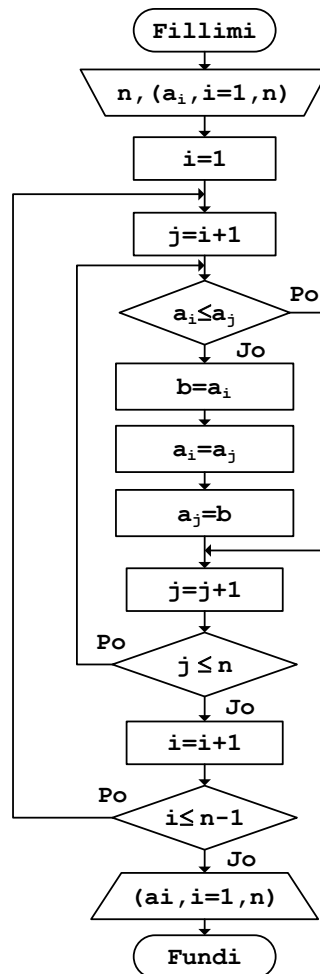 Fillimi
n,(aᵢ,i=1,n)
i=1
j=i+1
aᵢ≤aⱼ
Po
Jo
b=aᵢ
aᵢ=aⱼ
aⱼ=b
j=j+1
Po
j ≤ n
Jo
i=i+1
Po
i≤ n-1
Jo
(ai,i=1,n)
Fundi